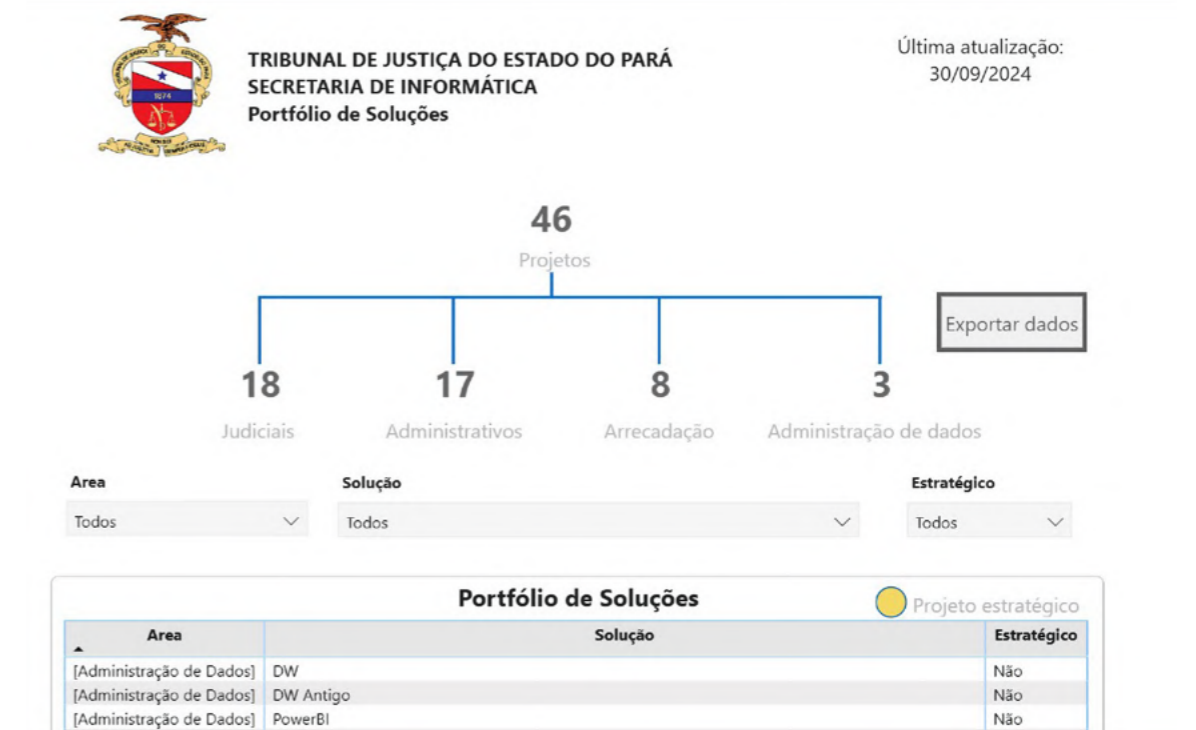 TRIBUNAL DE JUSTIÇA DO ESTADO DO PARÁ
SECRETARIA DE INFORMÁTICA
Portfólio de Soluções
Última atualização:
30/09/2024
1874
46
Projetos
Exportar dados
18 17 8 3
Judiciais Administrativos Arrecadação Administração de dados
Area Solução Estratégico
Todos Todos Todos
Portfólio de Soluções
Projeto estratégico
Area Solução Estratégico
[Administração de Dados] DW Não
[Administração de Dados] DW Antigo Não
[Administração de Dados] PowerBI Não